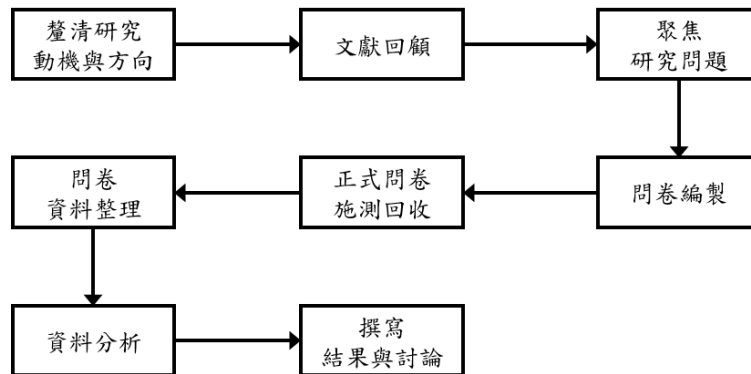 釐清研究
動機與方向
文獻回顧
聚焦
研究問題
問卷編製
正式問卷
施測回收
問卷
資料整理
資料分析
撰寫
結果與討論